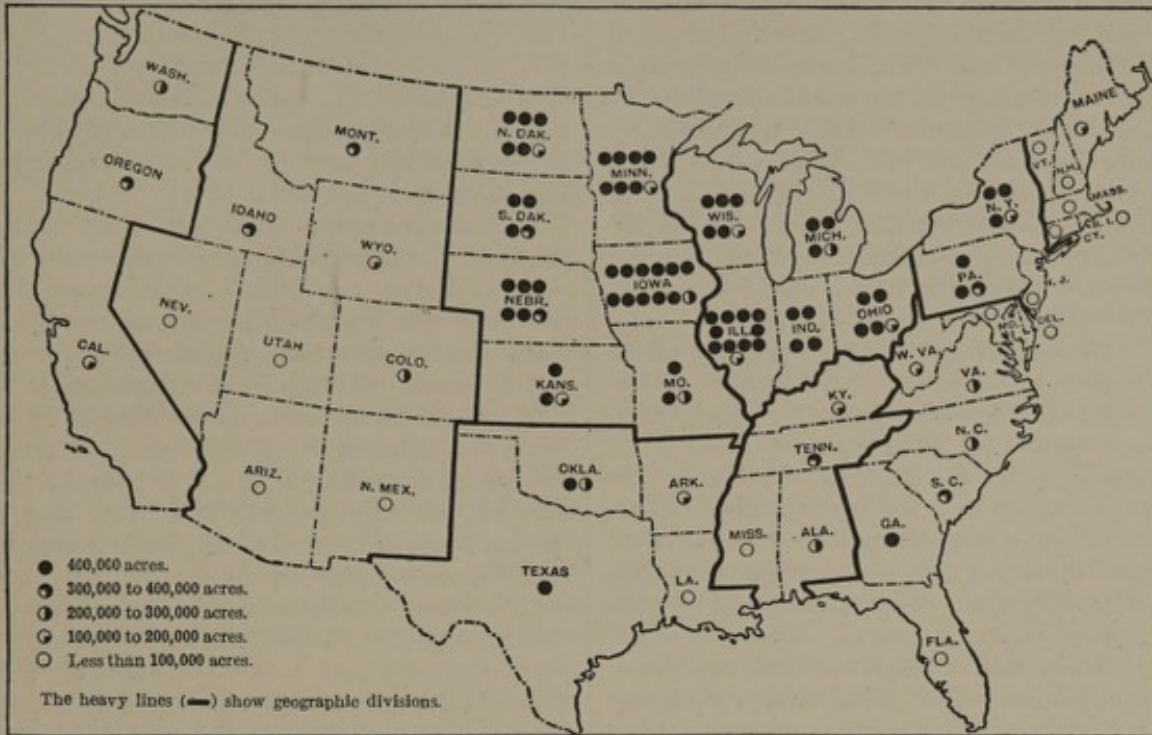 WASH.
MONT.
N. DAK.
MINN.
MAINE
OREGON
IDAHO
S. DAK.
WIS.
MICH.
VT.
N.H.
MASS.
N. Y.
R. I.
CT.
WYO.
NEBR.
IOWA
PA.
N. J.
NEV.
UTAH
COLO.
ILL.
IND.
OHIO
MD.
DEL.
W. VA.
CAL.
KANS.
MO.
KY.
VA.
ARIZ.
N. MEX.
OKLA.
ARK.
TENN.
N. C.
S. C.
MISS.
ALA.
GA.
TEXAS
LA.
FLA.
400,000 acres.
300,000 to 400,000 acres.
200,000 to 300,000 acres.
100,000 to 200,000 acres.
Less than 100,000 acres.
The heavy lines (▬) show geographic divisions.